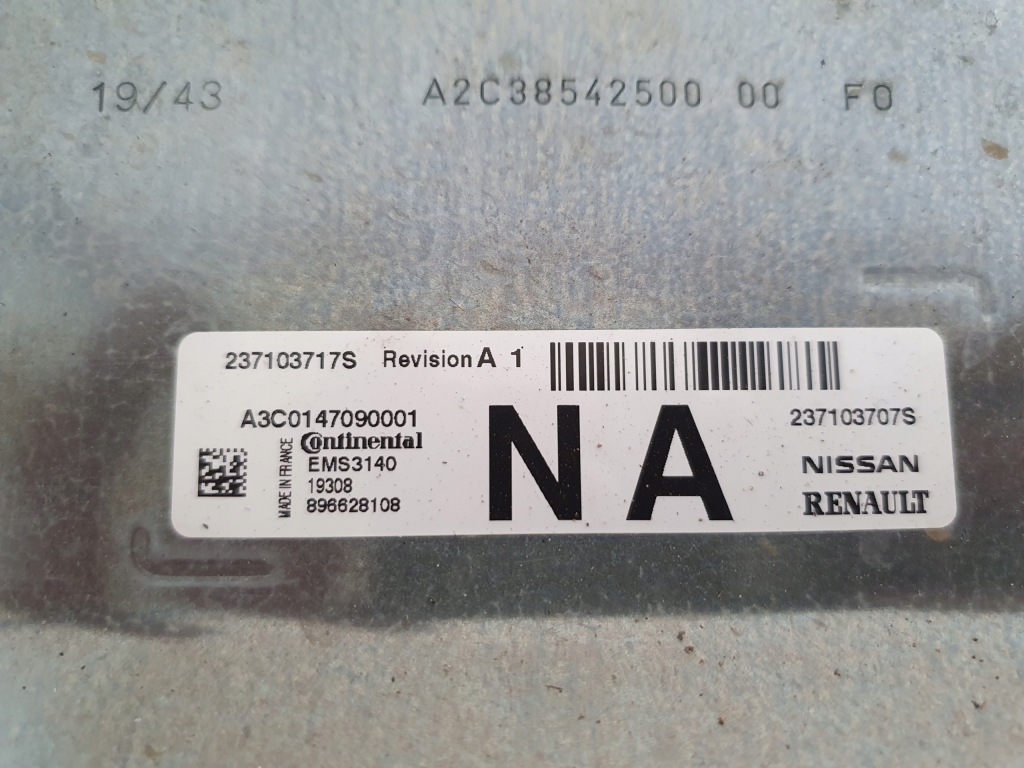 19/43 A2C38542500 00 F0
237103717S Revision A 1
A3C0147090001
NA
237103707S
MADE IN FRANCE
Continental
EMS3140
19308
896628108
NISSAN
RENAULT